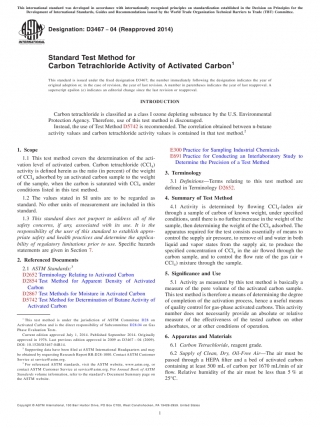 This international standard was developed in accordance with internationally recognized principles on standardization established in the Decision on Principles for the
Development of International Standards, Guides and Recommendations issued by the World Trade Organization Technical Barriers to Trade (TBT) Committee.
Designation: D3467 − 04 (Reapproved 2014)
Standard Test Method for
Carbon Tetrachloride Activity of Activated Carbon1
This standard is issued under the fixed designation D3467; the number immediately following the designation indicates the year of
original adoption or, in the case of revision, the year of last revision. A number in parentheses indicates the year of last reapproval. A
superscript epsilon (ε) indicates an editorial change since the last revision or reapproval.
INTRODUCTION
Carbon tetrachloride is classified as a class I ozone depleting substance by the U.S. Environmental
Protection Agency. Therefore, use of this test method is discouraged.
Instead, the use of Test Method D5742 is recommended. The correlation obtained between n-butane
activity values and carbon tetrachloride activity values is contained in that test method.2
1. Scope
1.1 This test method covers the determination of the acti-
vation level of activated carbon. Carbon tetrachloride (CCl4)
activity is defined herein as the ratio (in percent) of the weight
of CCl4 adsorbed by an activated carbon sample to the weight
of the sample, when the carbon is saturated with CCl4 under
conditions listed in this test method.
1.2 The values stated in SI units are to be regarded as
standard. No other units of measurement are included in this
standard.
1.3 This standard does not purport to address all of the
safety concerns, if any, associated with its use. It is the
responsibility of the user of this standard to establish appro-
priate safety and health practices and determine the applica-
bility of regulatory limitations prior to use. Specific hazards
statements are given in Section 7.
2. Referenced Documents
2.1 ASTM Standards:3
D2652 Terminology Relating to Activated Carbon
D2854 Test Method for Apparent Density of Activated
Carbon
D2867 Test Methods for Moisture in Activated Carbon
D5742 Test Method for Determination of Butane Activity of
Activated Carbon
1 This test method is under the jurisdiction of ASTM Committee D28 on
Activated Carbon and is the direct responsibility of Subcommittee D28.04 on Gas
Phase Evaluation Tests.
Current edition approved July 1, 2014. Published September 2014. Originally
approved in 1976. Last previous edition approved in 2009 as D3467 – 04 (2009).
DOI: 10.1520/D3467-04R14.
2 Supporting data have been filed at ASTM International Headquarters and may
be obtained by requesting Research Report
Service at service@astm.org.
3 For referenced ASTM standards, visit the ASTM website, www.astm.org, or
contact ASTM Customer Service at service@astm.org. For Annual Book of ASTM
Standards volume information, refer to the standard's Document Summary page on
the ASTM website.
E300 Practice for Sampling Industrial Chemicals
E691 Practice for Conducting an Interlaboratory Study to
Determine the Precision of a Test Method
3. Terminology
3.1 Definitions—Terms relating to this test method are
defined in Terminology D2652.
4. Summary of Test Method
4.1 Activity is determined by flowing CCl4-laden air
through a sample of carbon of known weight, under specified
conditions, until there is no further increase in the weight of the
sample, then determining the weight of the CCl4 adsorbed. The
apparatus required for the test consists essentially of means to
control the supply air pressure, to remove oil and water in both
liquid and vapor states from the supply air, to produce the
specified concentration of CCl4 in the air flowed through the
carbon sample, and to control the flow rate of the gas (air +
CCl4) mixture through the sample.
5. Significance and Use
5.1 Activity as measured by this test method is basically a
measure of the pore volume of the activated carbon sample.
This test method is therefore a means of determining the degree
of completion of the activation process, hence a useful means
of quality control for gas-phase activated carbons. This activity
number does not necessarily provide an absolute or relative
measure of the effectiveness of the tested carbon on other
adsorbates, or at other conditions of operation.
6. Apparatus and Materials
6.1 Carbon Tetrachloride, reagent grade.
6.2 Supply of Clean, Dry, Oil-Free Air—The air must be
passed through a HEPA filter and a bed of activated carbon
containing at least 500 mL of carbon per 1670 mL/min of air
flow. Relative humidity of the air must be less than 5 % at
25°C.
Copyright © ASTM International, 100 Barr Harbor Drive, PO Box C700, West Conshohocken, PA 19428-2959. United States
1